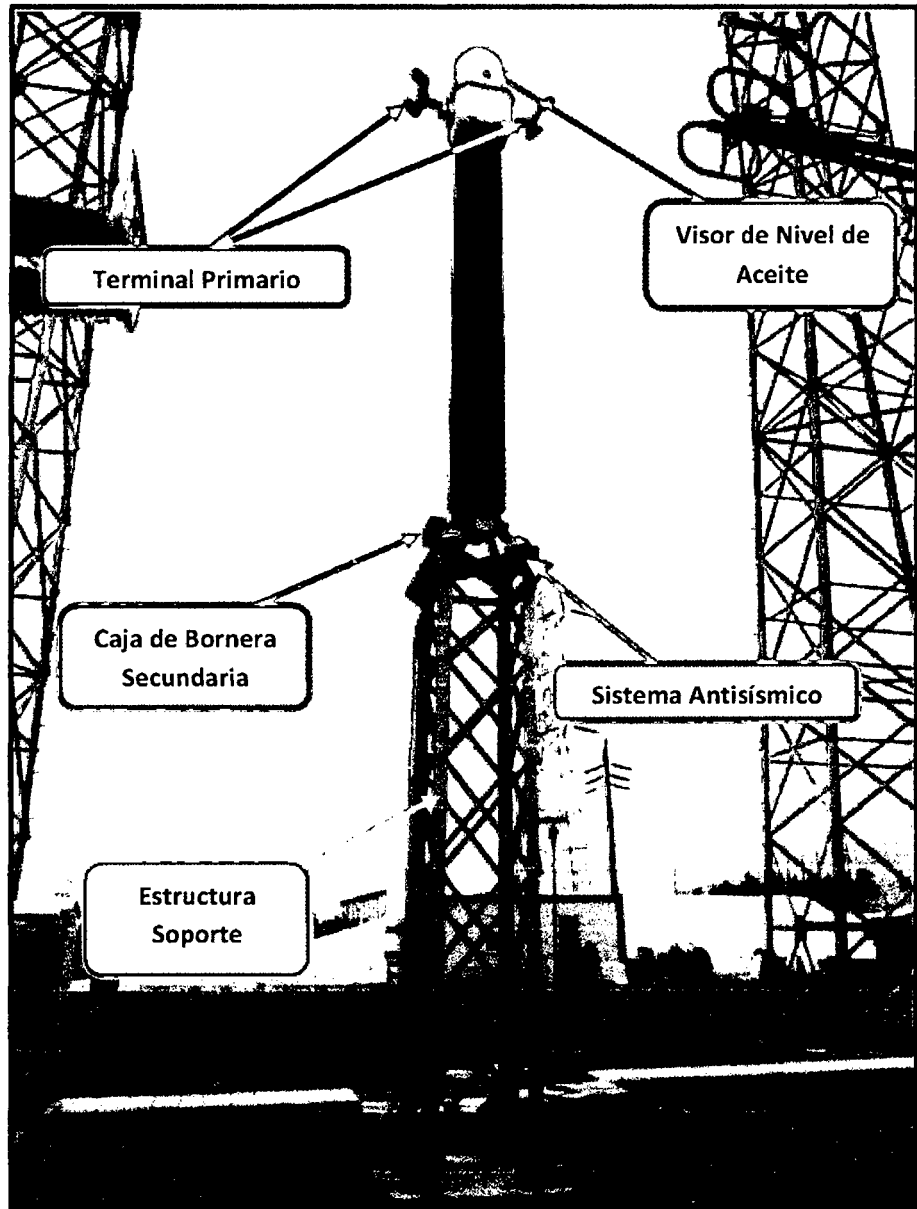 Terminal Primario
Visor de Nivel de
Aceite
Caja de Bornera
Secundaria
Sistema Antisísmico
Estructura
Soporte